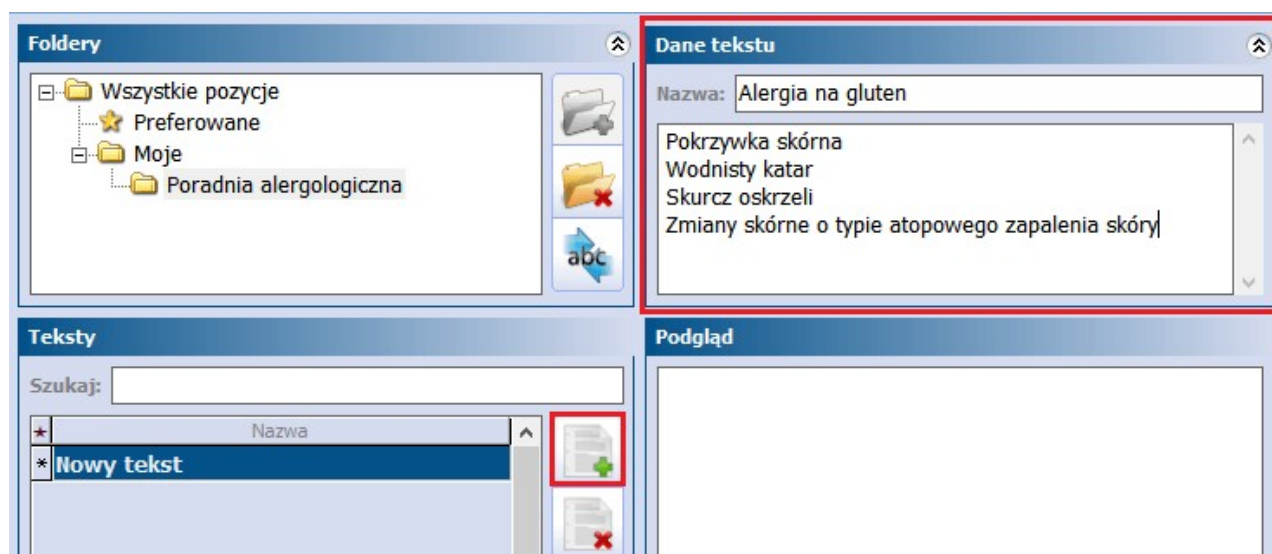 Foldery
Wszystkie pozycje
Preferowane
Moje
Poradnia alergologiczna
abc
Dane tekstu
Nazwa: Alergia na gluten
Pokrzywka skórna
Wodnisty katar
Skurcz oskrzeli
Zmiany skórne o typie atopowego zapalenia skóry
Teksty
Szukaj:
Nazwa
* Nowy tekst
Podgląd